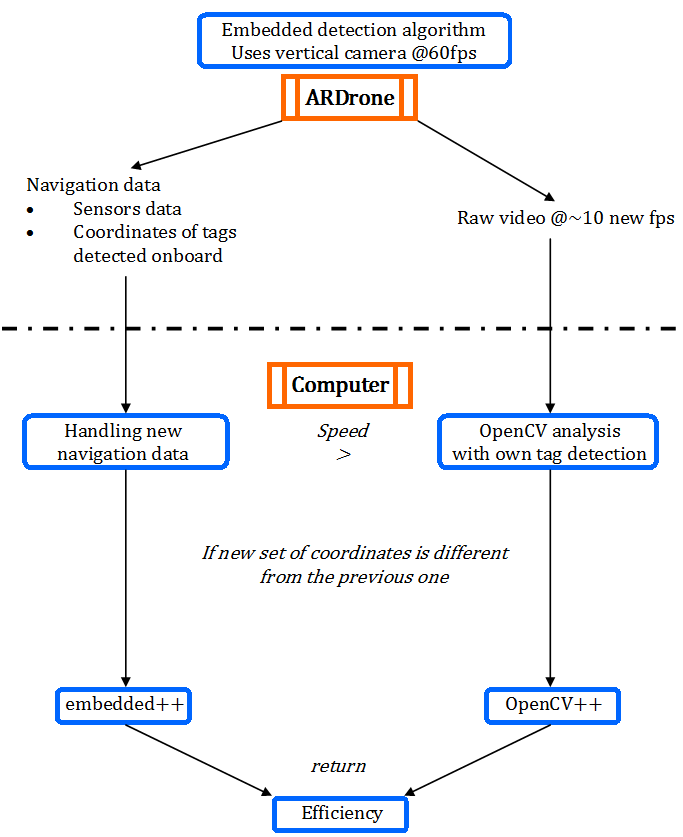 Embedded detection algorithm
Uses vertical camera @60fps
ARDrone
Navigation data
• Sensors data
• Coordinates of tags
detected onboard
Raw video @~10 new fps
Computer
Handling new
navigation data
Speed
>
OpenCV analysis
with own tag detection
If new set of coordinates is different
from the previous one
embedded++
OpenCV++
return
Efficiency